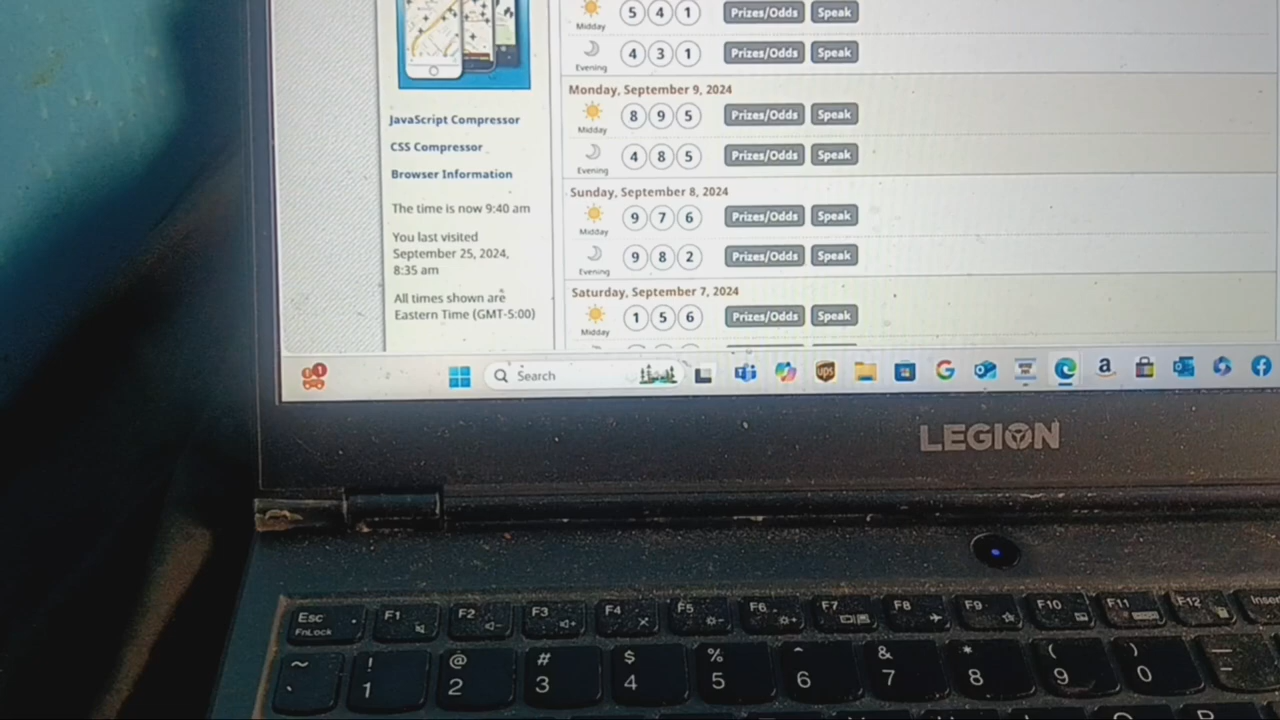 5 4 1 Prizes/Odds Speak
Midday
4 3 1 Prizes/Odds Speak
Evening
Monday, September 9, 2024
8 9 5 Prizes/Odds Speak
Midday
4 8 5 Prizes/Odds Speak
Evening
Sunday, September 8, 2024
9 7 6 Prizes/Odds Speak
Midday
9 8 2 Prizes/Odds Speak
Evening
Saturday, September 7, 2024
1 5 6 Prizes/Odds Speak
Midday
JavaScript Compressor
CSS Compressor
Browser Information
The time is now 9:40 am
You last visited
September 25, 2024,
8:35 am
All times shown are
Eastern Time (GMT-5:00)
Search
ups
LEGION
Esc F1 F2 F3 F4 F5 F6 F7 F8 F9 F10 F11 F12 Inser
FnLock
~ ! @ # $ % ^ & * ( )
` 1 2 3 4 5 6 7 8 9 0